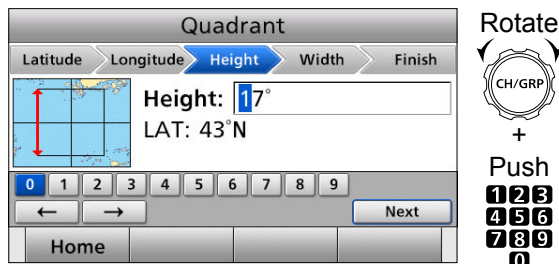 Quadrant
Latitude Longitude Height Width Finish
Height: 17°
LAT: 43°N
0 1 2 3 4 5 6 7 8 9
← → Next
Home
Rotate
CH/GRP
+
Push
1 2 3
4 5 6
7 8 9
0